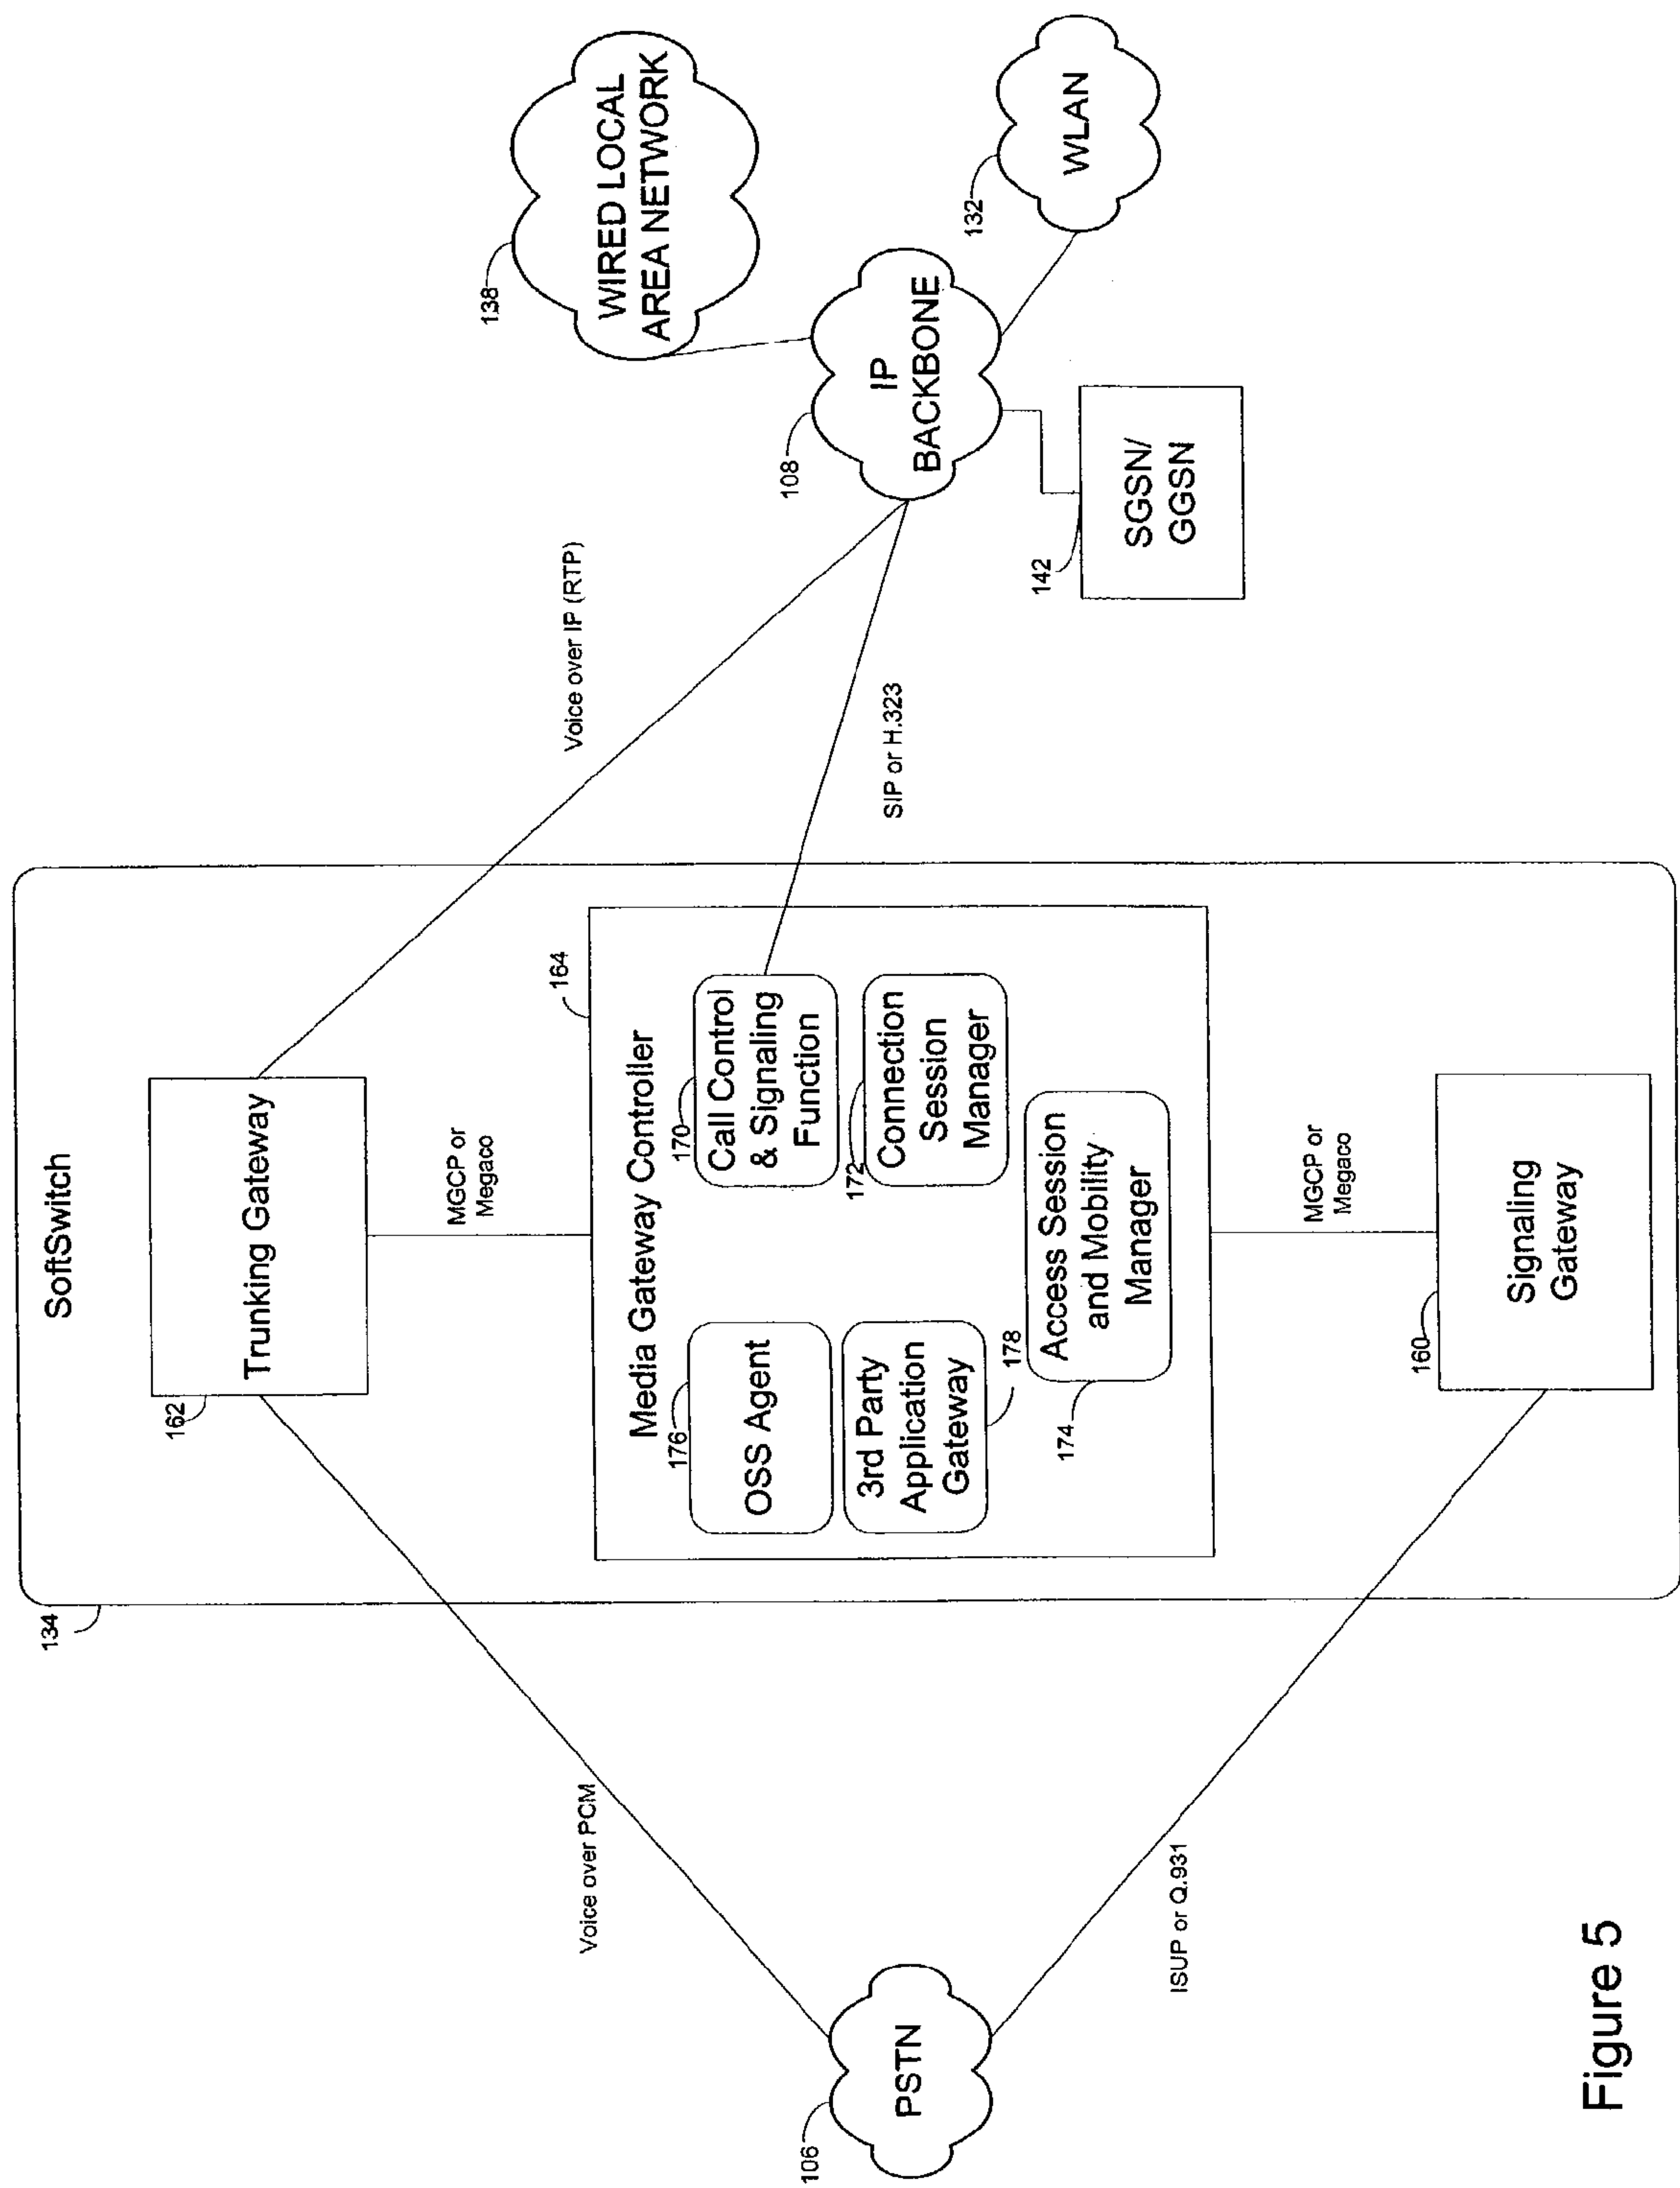 SoftSwitch
134
Trunking Gateway
162
MGCP or
Megaco
Voice over PCM
Voice over IP (RTP)
164
Media Gateway Controller
176
OSS Agent
170
Call Control
& Signaling
Function
3rd Party
Application
Gateway
178
172
Connection
Session
Manager
174
Access Session
and Mobility
Manager
SIP or H.323
MGCP or
Megaco
160
Signaling
Gateway
ISUP or Q.931
106
PSTN
138
WIRED LOCAL
AREA NETWORK
108
IP
BACKBONE
132
WLAN
142
SGSN/
GGSN
Figure 5